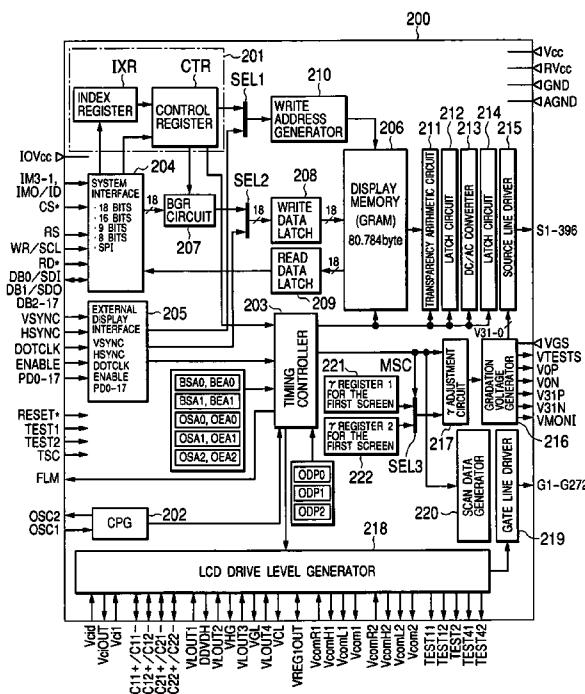 200
201
IXR
CTR
INDEX
REGISTER
CONTROL
REGISTER
SEL1
210
WRITE
ADDRESS
GENERATOR
Vcc
RVcc
GND
AGND
IOVcc
IM3-1,
IMO/ID
CS*
RS
WR/SCL
RD*
DB0/SDI
DB1/SDO
DB2-17
VSYNC
HSYNC
DOTCLK
ENABLE
PD0-17
RESET*
TEST1
TEST2
TSC
FLM
OSC2
OSC1
204
SYSTEM
INTERFACE
· 18 BITS
· 16 BITS
· 9 BITS
· 8 BITS
· SPI
18
BGR
CIRCUIT
207
SEL2
18
208
WRITE
DATA
LATCH
18
READ
DATA
LATCH
18
209
206
DISPLAY
MEMORY
(GRAM)
80.784byte
211
TRANSPARENCY ARITHMETIC CIRCUIT
212
LATCH CIRCUIT
213
DC/AC CONVERTER
214
LATCH CIRCUIT
215
SOURCE LINE DRIVER
S1-396
205
EXTERNAL
DISPLAY
INTERFACE
VSYNC
HSYNC
DOTCLK
ENABLE
PD0-17
203
TIMING CONTROLLER
BSA0, BEA0
BSA1, BEA1
OSA0, OEA0
OSA1, OEA1
OSA2, OEA2
ODP0
ODP1
ODP2
221
γ REGISTER 1
FOR THE
FIRST SCREEN
γ REGISTER 2
FOR THE
FIRST SCREEN
222
MSC
SEL3
γ ADJUSTMENT
CIRCUIT
217
V31-0
GRADATION
VOLTAGE
GENERATOR
216
VGS
VTESTS
V0P
V0N
V31P
V31N
VMONI
SCAN DATA
GENERATOR
220
GATE LINE DRIVER
219
G1-G272
CPG
202
218
LCD DRIVE LEVEL GENERATOR
Vcid
VciOUT
Vci1
C11+/C11-
C12+/C12-
C21+/C21-
C22+/C22-
VLOUT1
DDVDH
VLOUT2
VHG
VLOUT3
VGL
VLOUT4
VCL
VREG1OUT
VcomR1
VcomH1
VcomL1
Vcom1
VcomR2
VcomH2
VcomL2
Vcom2
TEST11
TEST12
TEST2
TEST41
TEST42